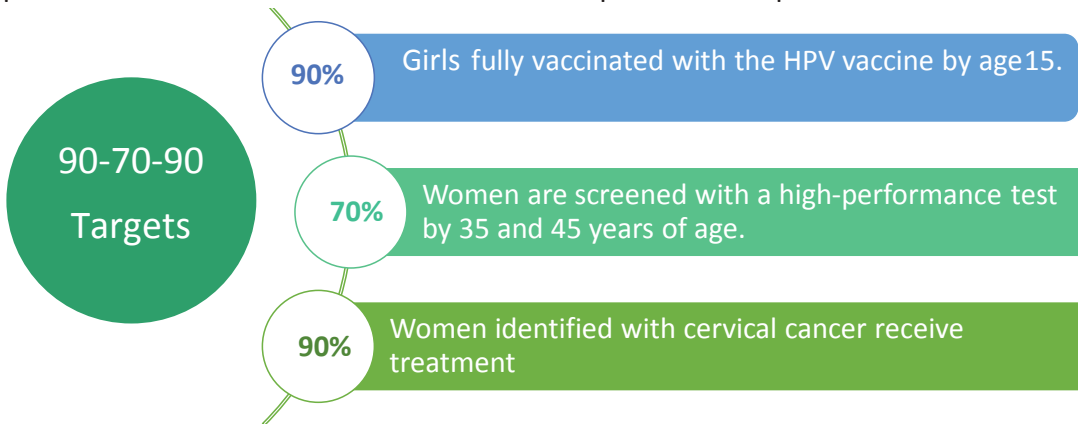 90-70-90
Targets
90%
Girls fully vaccinated with the HPV vaccine by age15.
70%
Women are screened with a high-performance test
by 35 and 45 years of age.
90%
Women identified with cervical cancer receive
treatment